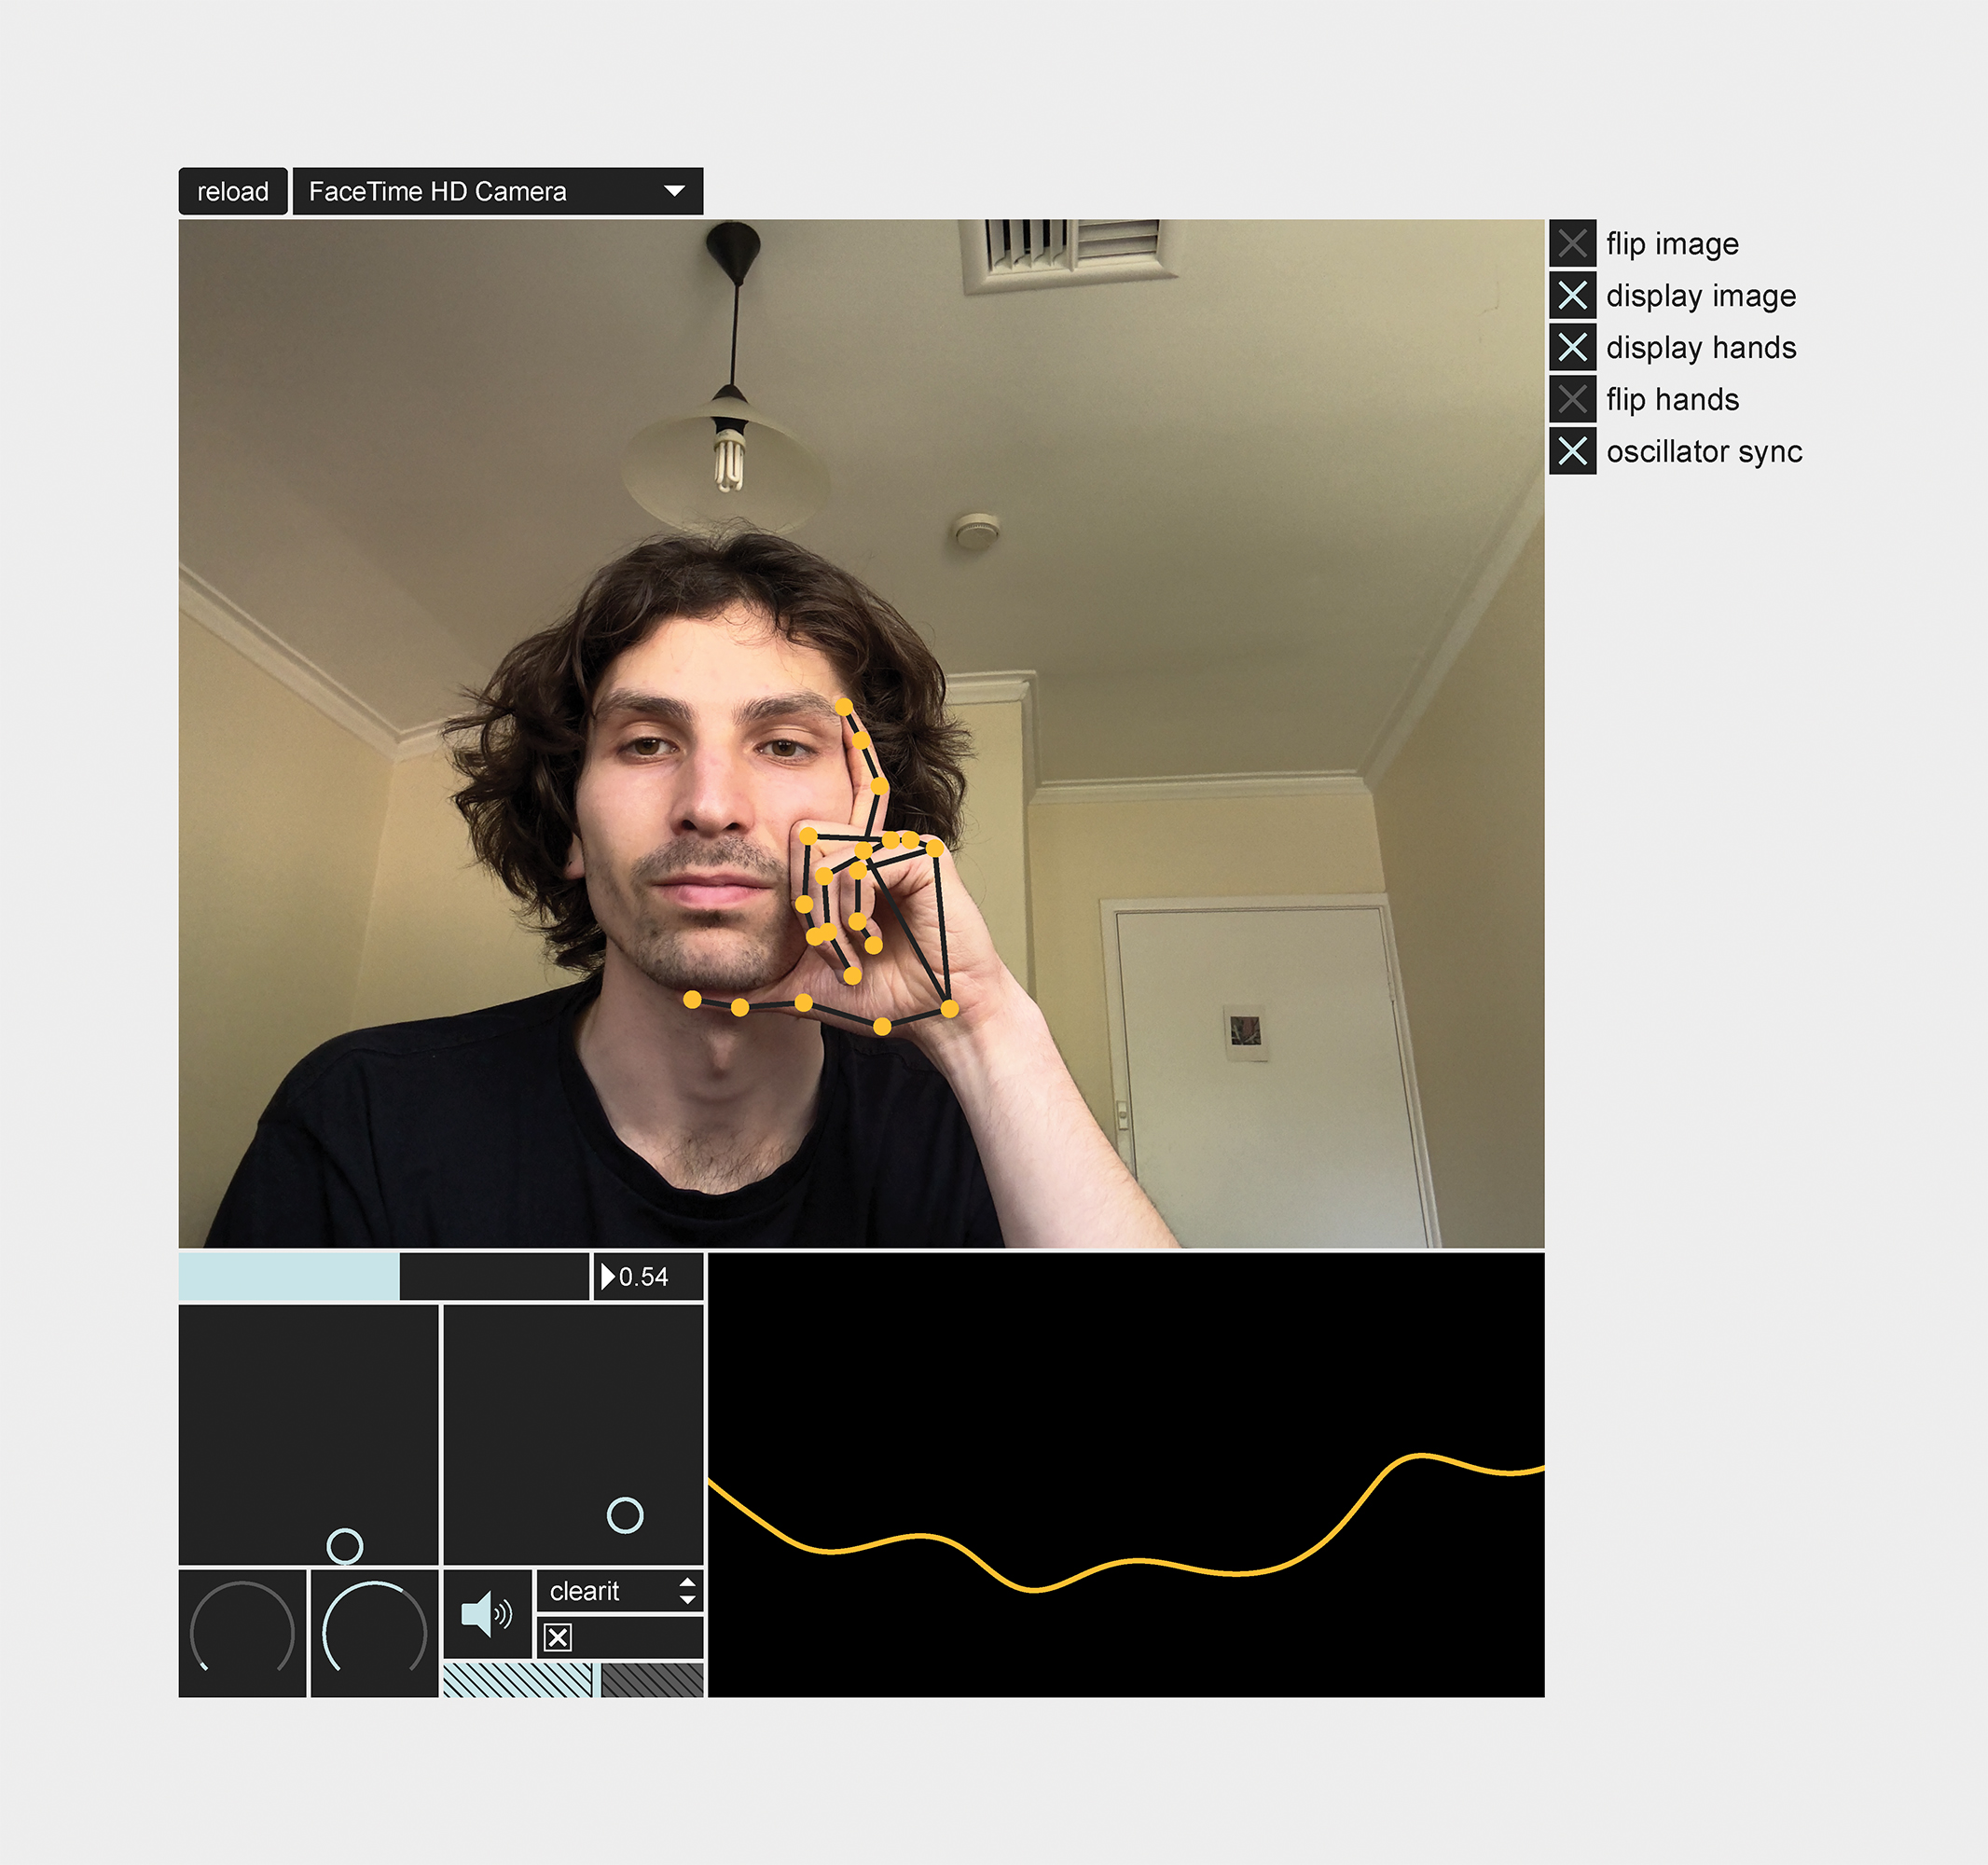 reload
FaceTime HD Camera
flip image
display image
display hands
flip hands
oscillator sync
0.54
clearit